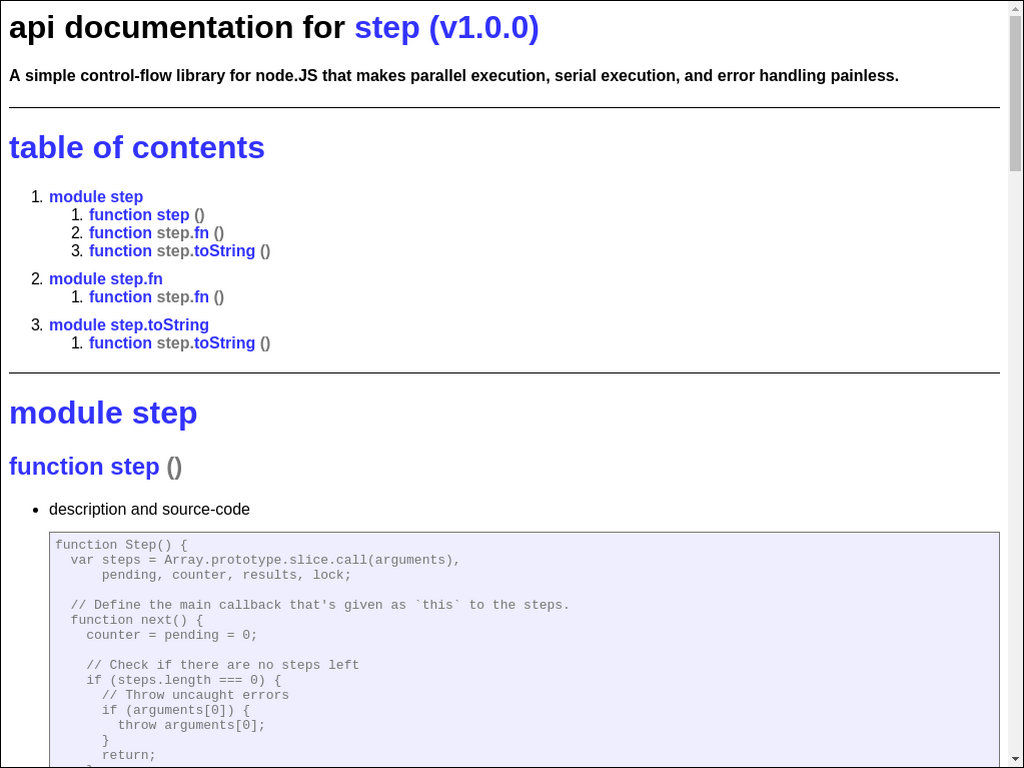 api documentation for step (v1.0.0)
A simple control-flow library for node.JS that makes parallel execution, serial execution, and error handling painless.
table of contents
1. module step
1. function step ()
2. function step.fn ()
3. function step.toString ()
2. module step.fn
1. function step.fn ()
3. module step.toString
1. function step.toString ()
module step
function step ()
• description and source-code
function Step() {
  var steps = Array.prototype.slice.call(arguments),
      pending, counter, results, lock;
  // Define the main callback that's given as `this` to the steps.
  function next() {
    counter = pending = 0;
    // Check if there are no steps left
    if (steps.length === 0) {
      // Throw uncaught errors
      if (arguments[0]) {
        throw arguments[0];
      }
      return;